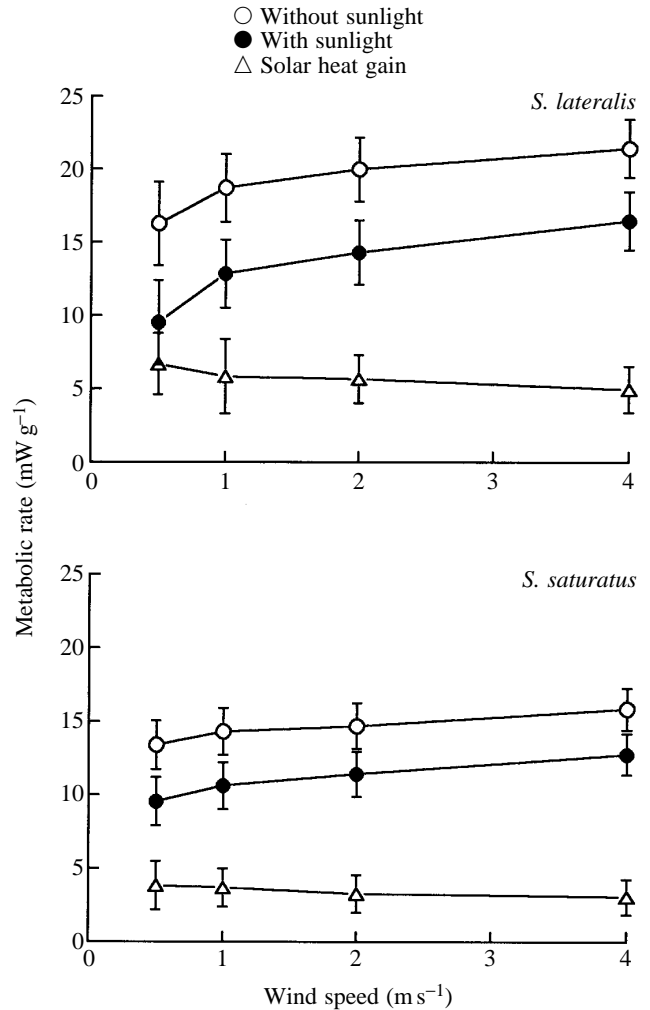 Without sunlight
With sunlight
Solar heat gain
25
S. lateralis
20
15
10
5
0
0 1 2 3 4
Metabolic rate (mW g⁻¹)
25
S. saturatus
20
15
10
5
0
0 1 2 3 4
Wind speed (m s⁻¹)